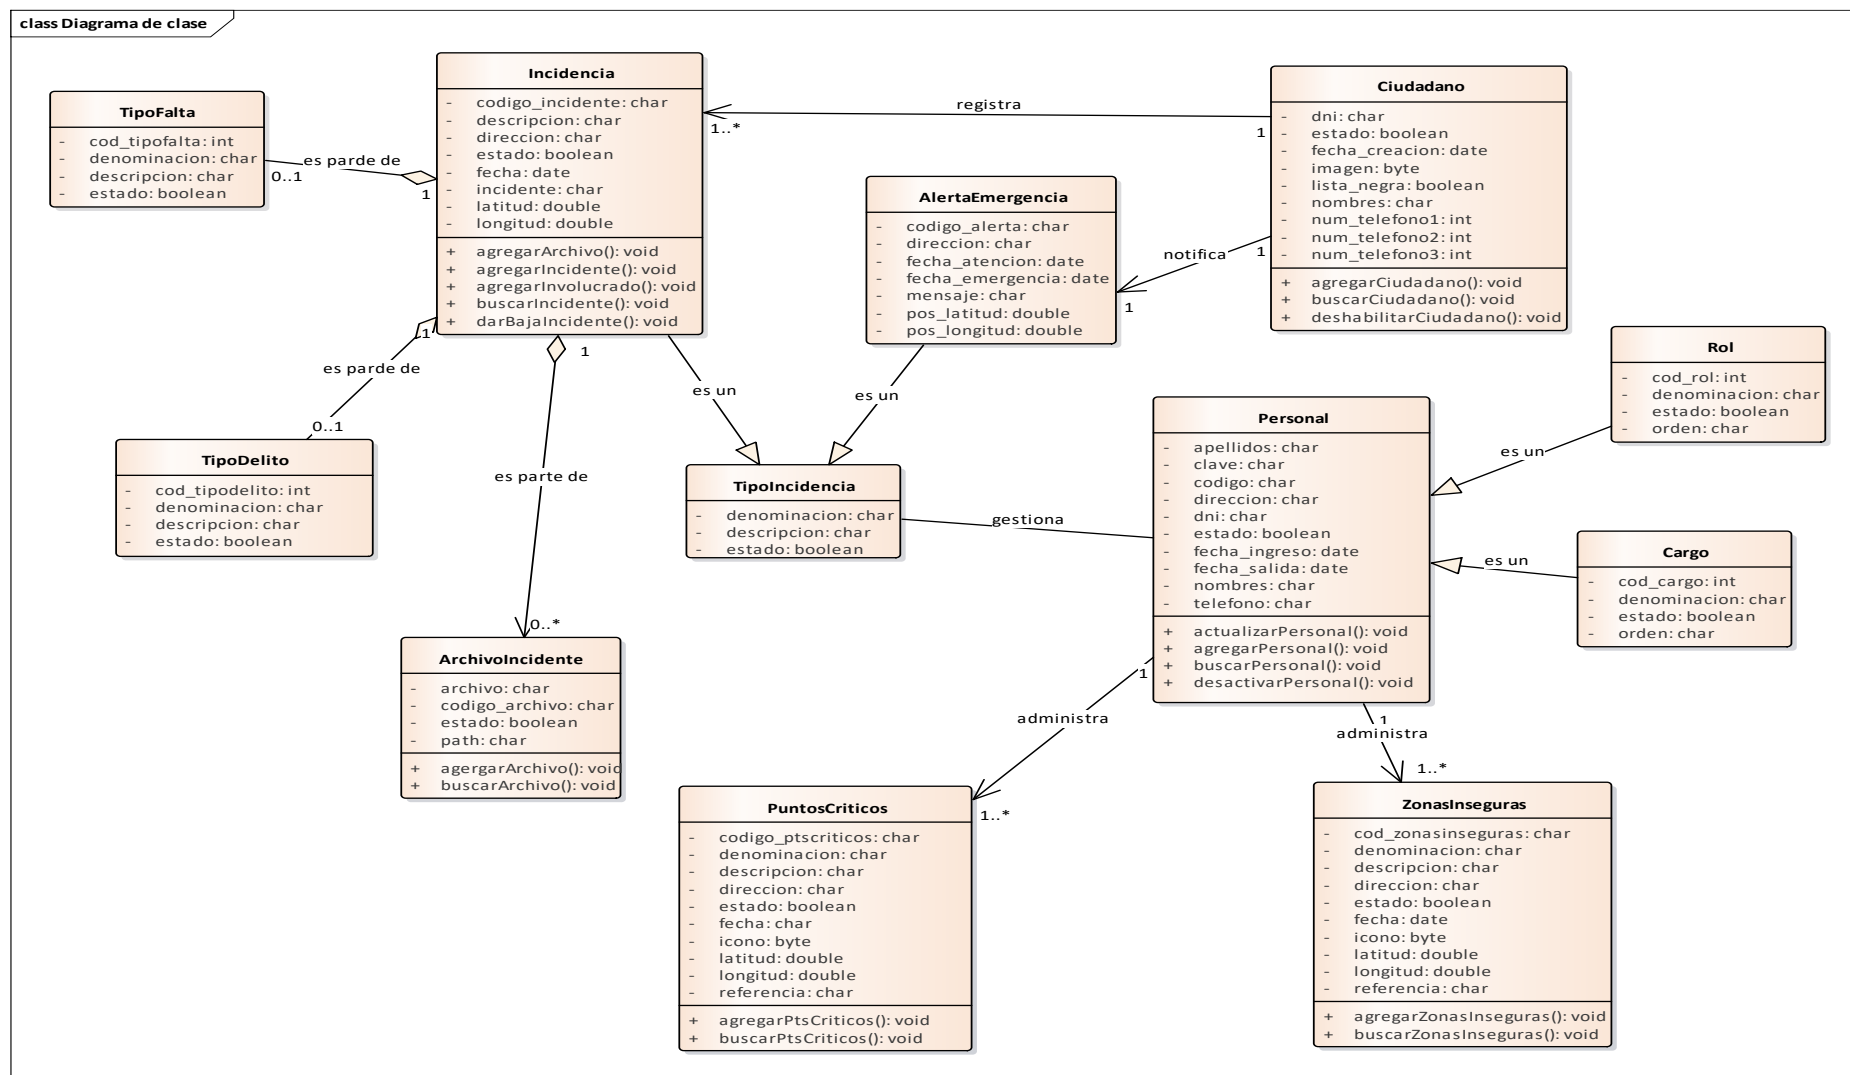 class Diagrama de clase
Incidencia
- codigo_incidente: char
- descripcion: char
- direccion: char
- estado: boolean
- fecha: date
- incidente: char
- latitud: double
- longitud: double
+ agregarArchivo(): void
+ agregarIncidente(): void
+ agregarInvolucrado(): void
+ buscarIncidente(): void
+ darBajaIncidente(): void
TipoFalta
- cod_tipofalta: int
- denominacion: char
- descripcion: char
- estado: boolean
es parde de
0..1
1
registra
1..*
1
Ciudadano
- dni: char
- estado: boolean
- fecha_creacion: date
- imagen: byte
- lista_negra: boolean
- nombres: char
- num_telefono1: int
- num_telefono2: int
- num_telefono3: int
+ agregarCiudadano(): void
+ buscarCiudadano(): void
+ deshabilitarCiudadano(): void
AlertaEmergencia
- codigo_alerta: char
- direccion: char
- fecha_atencion: date
- fecha_emergencia: date
- mensaje: char
- pos_latitud: double
- pos_longitud: double
notifica
1
1
1
es parde de
0..1
1
es un
es un
TipoDelito
- cod_tipodelito: int
- denominacion: char
- descripcion: char
- estado: boolean
es parte de
0..*
TipoIncidencia
- denominacion: char
- descripcion: char
- estado: boolean
gestiona
Personal
- apellidos: char
- clave: char
- codigo: char
- direccion: char
- dni: char
- estado: boolean
- fecha_ingreso: date
- fecha_salida: date
- nombres: char
- telefono: char
+ actualizarPersonal(): void
+ agregarPersonal(): void
+ buscarPersonal(): void
+ desactivarPersonal(): void
Rol
- cod_rol: int
- denominacion: char
- estado: boolean
- orden: char
es un
Cargo
- cod_cargo: int
- denominacion: char
- estado: boolean
- orden: char
es un
ArchivoIncidente
- archivo: char
- codigo_archivo: char
- estado: boolean
- path: char
+ agergarArchivo(): void
+ buscarArchivo(): void
1
administra
1..*
1
administra
1..*
PuntosCriticos
- codigo_ptscriticos: char
- denominacion: char
- descripcion: char
- direccion: char
- estado: boolean
- fecha: char
- icono: byte
- latitud: double
- longitud: double
- referencia: char
+ agregarPtsCriticos(): void
+ buscarPtsCriticos(): void
ZonasInseguras
- cod_zonasinseguras: char
- denominacion: char
- descripcion: char
- direccion: char
- estado: boolean
- fecha: date
- icono: byte
- latitud: double
- longitud: double
- referencia: char
+ agregarZonasInseguras(): void
+ buscarZonasInseguras(): void